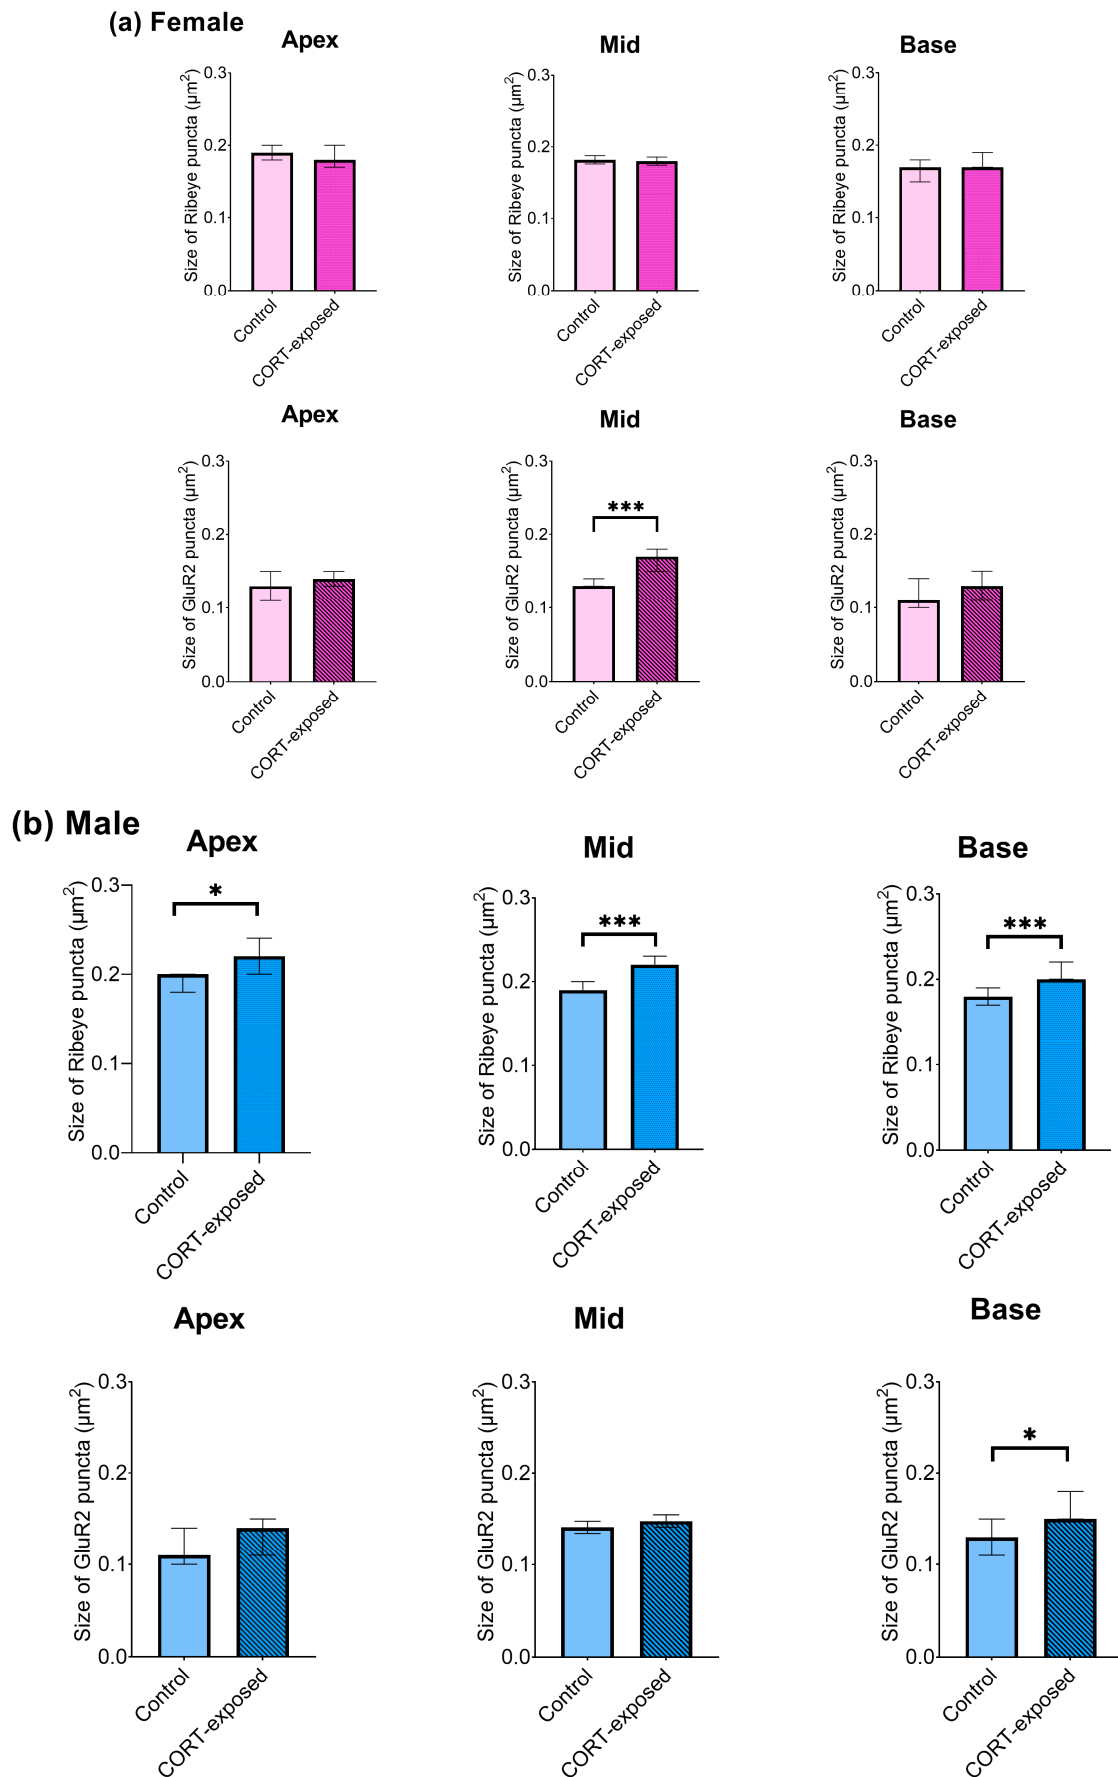 (a) Female
Apex
Mid
Base
Size of Ribeye puncta (μm²)
0.3
0.2
0.1
0.0
Control
CORT-exposed
Size of Ribeye puncta (μm²)
0.3
0.2
0.1
0.0
Control
CORT-exposed
Size of Ribeye puncta (μm²)
0.3
0.2
0.1
0.0
Control
CORT-exposed
Apex
Mid
Base
Size of GluR2 puncta (μm²)
0.3
0.2
0.1
0.0
Control
CORT-exposed
Size of GluR2 puncta (μm²)
0.3
0.2
0.1
0.0
***
Control
CORT-exposed
Size of GluR2 puncta (μm²)
0.3
0.2
0.1
0.0
Control
CORT-exposed
(b) Male
Apex
Mid
Base
Size of Ribeye puncta (μm²)
0.3
0.2
0.1
0.0
*
Control
CORT-exposed
Size of Ribeye puncta (μm²)
0.3
0.2
0.1
0.0
***
Control
CORT-exposed
Size of Ribeye puncta (μm²)
0.3
0.2
0.1
0.0
***
Control
CORT-exposed
Apex
Mid
Base
Size of GluR2 puncta (μm²)
0.3
0.2
0.1
0.0
Control
CORT-exposed
Size of GluR2 puncta (μm²)
0.3
0.2
0.1
0.0
Control
CORT-exposed
Size of GluR2 puncta (μm²)
0.3
0.2
0.1
0.0
*
Control
CORT-exposed